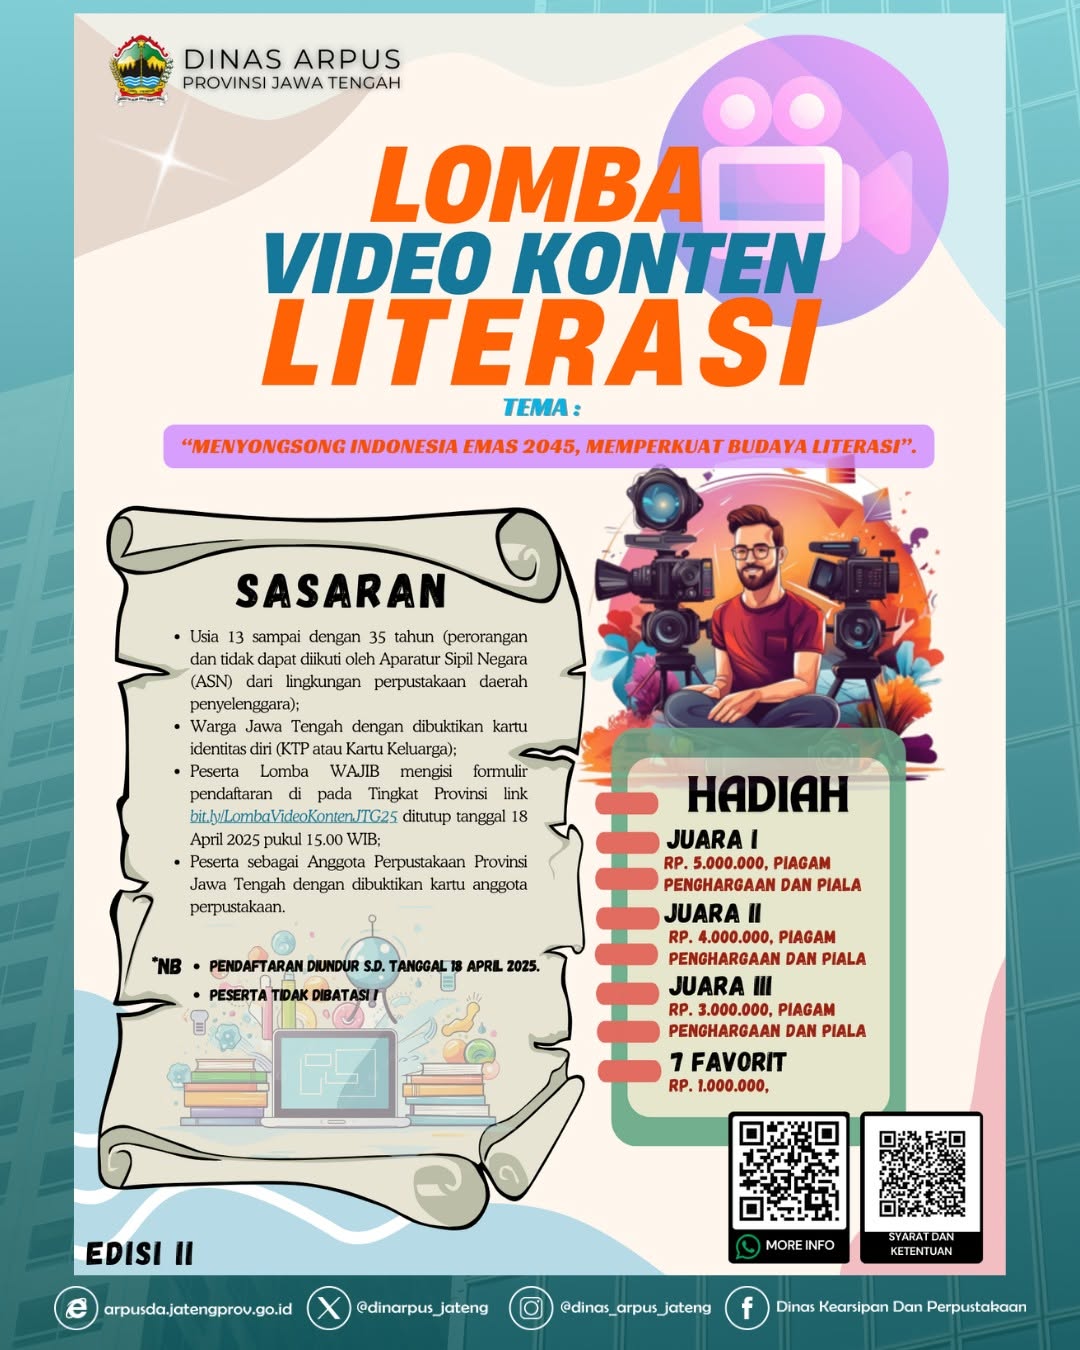 DINAS ARPUS
PROVINSI JAWA TENGAH
LOMBA
VIDEO KONTEN
LITERASI
TEMA :
“MENYONGSONG INDONESIA EMAS 2045, MEMPERKUAT BUDAYA LITERASI”.
SASARAN
• Usia 13 sampai dengan 35 tahun (perorangan
dan tidak dapat diikuti oleh Aparatur Sipil Negara
(ASN) dari lingkungan perpustakaan daerah
penyelenggara);
• Warga Jawa Tengah dengan dibuktikan kartu
identitas diri (KTP atau Kartu Keluarga);
• Peserta Lomba WAJIB mengisi formulir
pendaftaran di pada Tingkat Provinsi link
bit.ly/LombaVideoKontenJTG25 ditutup tanggal 18
April 2025 pukul 15.00 WIB;
• Peserta sebagai Anggota Perpustakaan Provinsi
Jawa Tengah dengan dibuktikan kartu anggota
perpustakaan.
*NB • PENDAFTARAN DIUNDUR S.D. TANGGAL 18 APRIL 2025.
• PESERTA TIDAK DIBATASI !
HADIAH
JUARA I
RP. 5.000.000, PIAGAM
PENGHARGAAN DAN PIALA
JUARA II
RP. 4.000.000, PIAGAM
PENGHARGAAN DAN PIALA
JUARA III
RP. 3.000.000, PIAGAM
PENGHARGAAN DAN PIALA
7 FAVORIT
RP. 1.000.000,
MORE INFO
SYARAT DAN
KETENTUAN
EDISI II
arpusda.jatengprov.go.id
@dinarpus_jateng
@dinas_arpus_jateng
Dinas Kearsipan Dan Perpustakaan